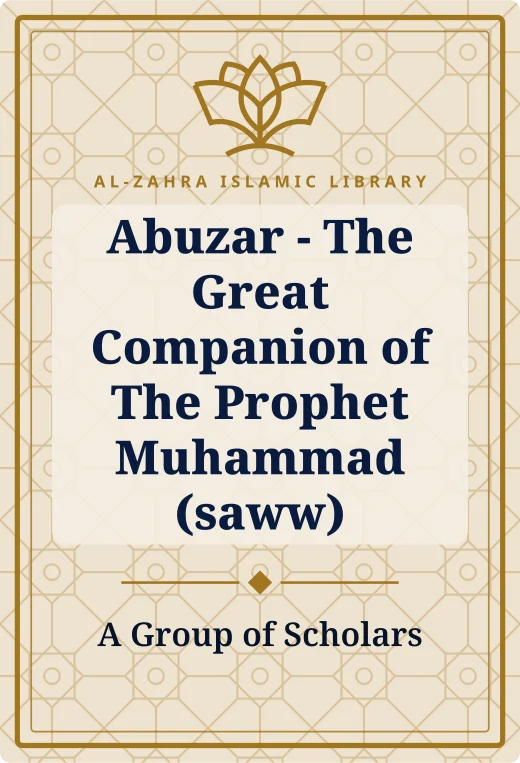 AL-ZAHRA ISLAMIC LIBRARY
Abuzar - The
Great
Companion of
The Prophet
Muhammad
(saww)
A Group of Scholars